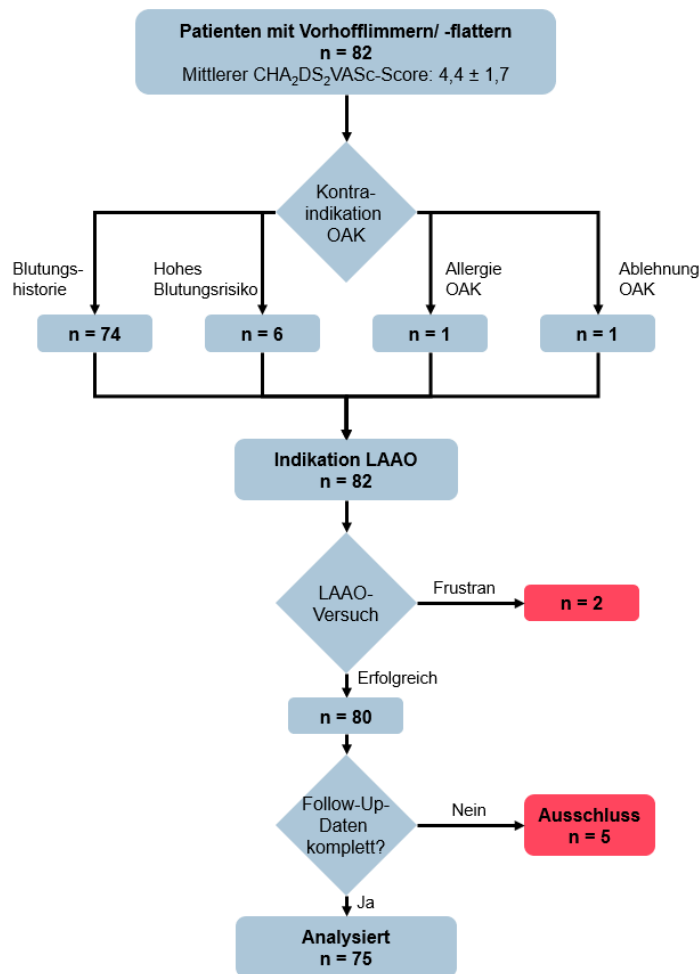 Patienten mit Vorhofflimmern/ -flattern
n = 82
Mittlerer CHA₂DS₂VASc-Score: 4,4 ± 1,7
Kontra-
indikation
OAK
Blutungs-
historie
Hohes
Blutungsrisiko
Allergie
OAK
Ablehnung
OAK
n = 74
n = 6
n = 1
n = 1
Indikation LAAO
n = 82
LAAO-
Versuch
Frustran
n = 2
Erfolgreich
n = 80
Follow-Up-
Daten
komplett?
Nein
Ausschluss
n = 5
Ja
Analysiert
n = 75